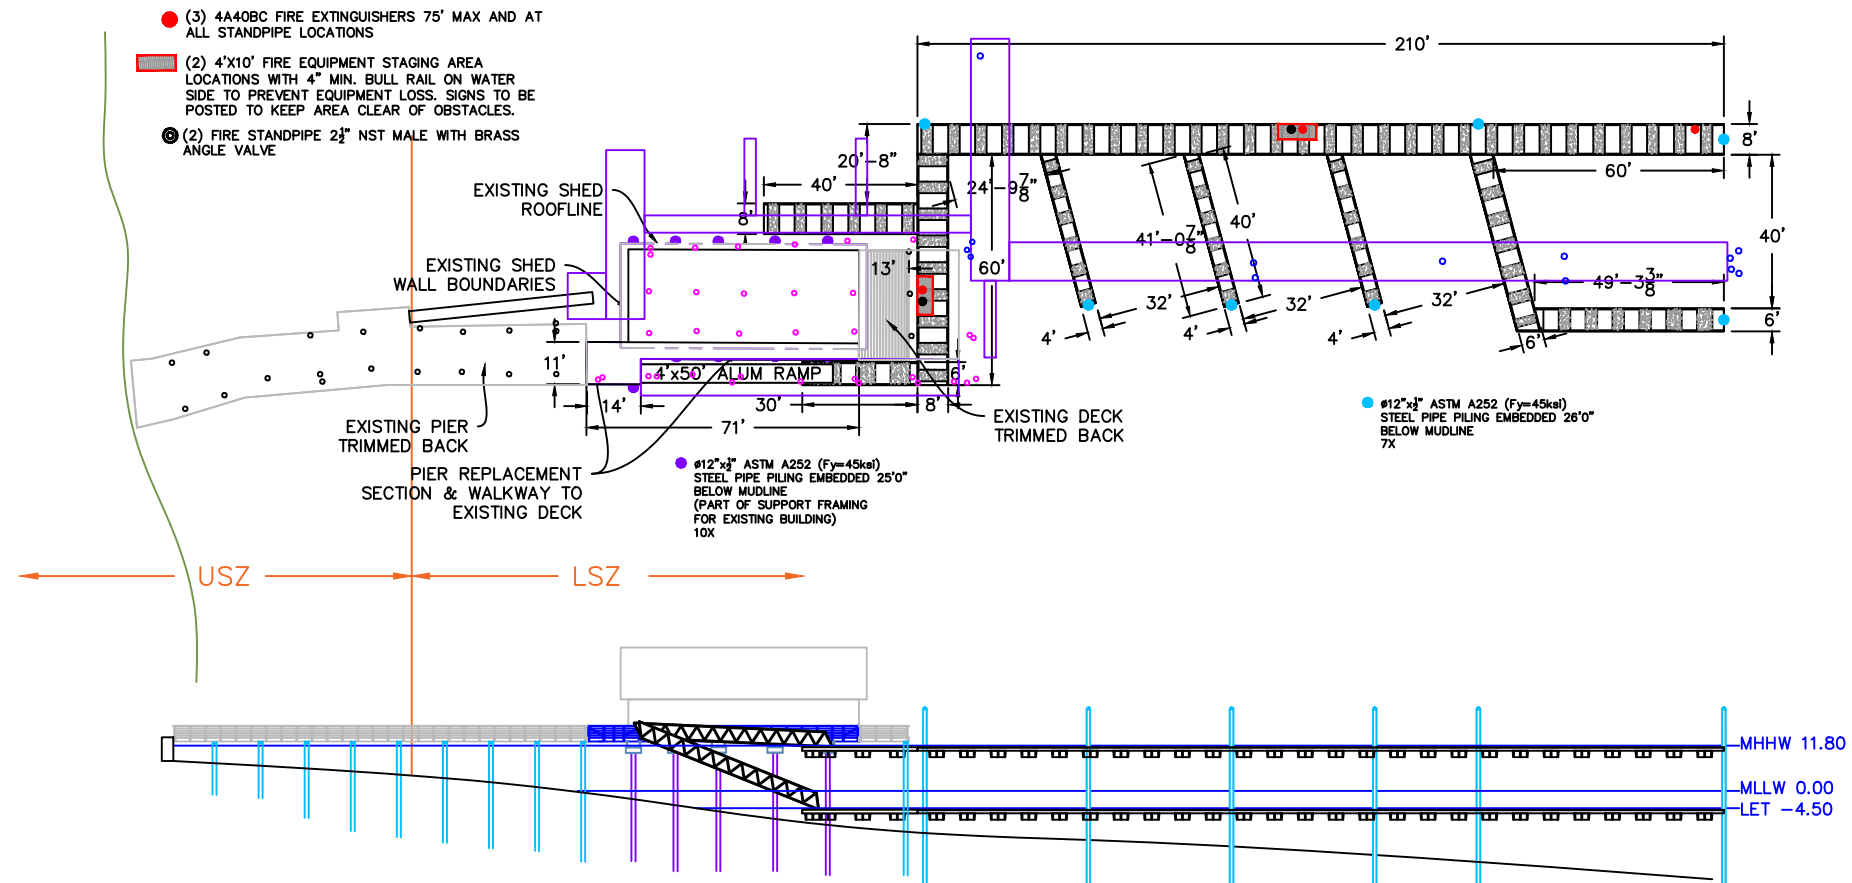 (3) 4A40BC FIRE EXTINGUISHERS 75' MAX AND AT
ALL STANDPIPE LOCATIONS
(2) 4'X10' FIRE EQUIPMENT STAGING AREA
LOCATIONS WITH 4" MIN. BULL RAIL ON WATER
SIDE TO PREVENT EQUIPMENT LOSS. SIGNS TO BE
POSTED TO KEEP AREA CLEAR OF OBSTACLES.
(2) FIRE STANDPIPE 2½" NST MALE WITH BRASS
ANGLE VALVE
210'
8'
60'
20'-8"
40'
8'
24'-9⅞"
EXISTING SHED
ROOFLINE
40'
41'-0⅞"
40'
EXISTING SHED
WALL BOUNDARIES
13'
60'
49'-3⅜"
32'
32'
32'
4'
4'
4'
6'
6'
11'
4'x50' ALUM RAMP
6'
14'
30'
8'
71'
EXISTING PIER
TRIMMED BACK
EXISTING DECK
TRIMMED BACK
PIER REPLACEMENT
SECTION & WALKWAY TO
EXISTING DECK
ø12"x½" ASTM A252 (Fy=45ksi)
STEEL PIPE PILING EMBEDDED 25'0"
BELOW MUDLINE
(PART OF SUPPORT FRAMING
FOR EXISTING BUILDING)
10X
ø12"x½" ASTM A252 (Fy=45ksi)
STEEL PIPE PILING EMBEDDED 26'0"
BELOW MUDLINE
7X
USZ
LSZ
MHHW 11.80
MLLW 0.00
LET -4.50